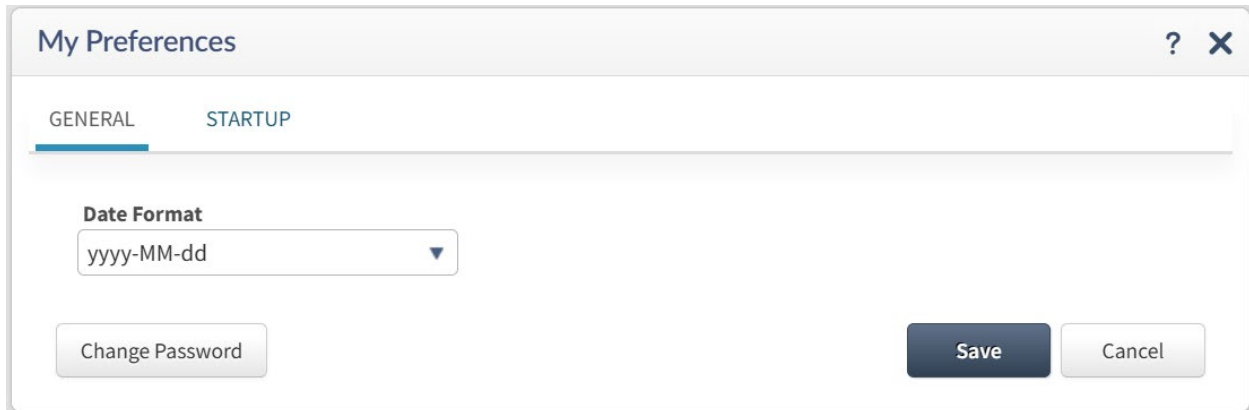 My Preferences ?
GENERAL STARTUP
Date Format
yyyy-MM-dd
Change Password Save Cancel